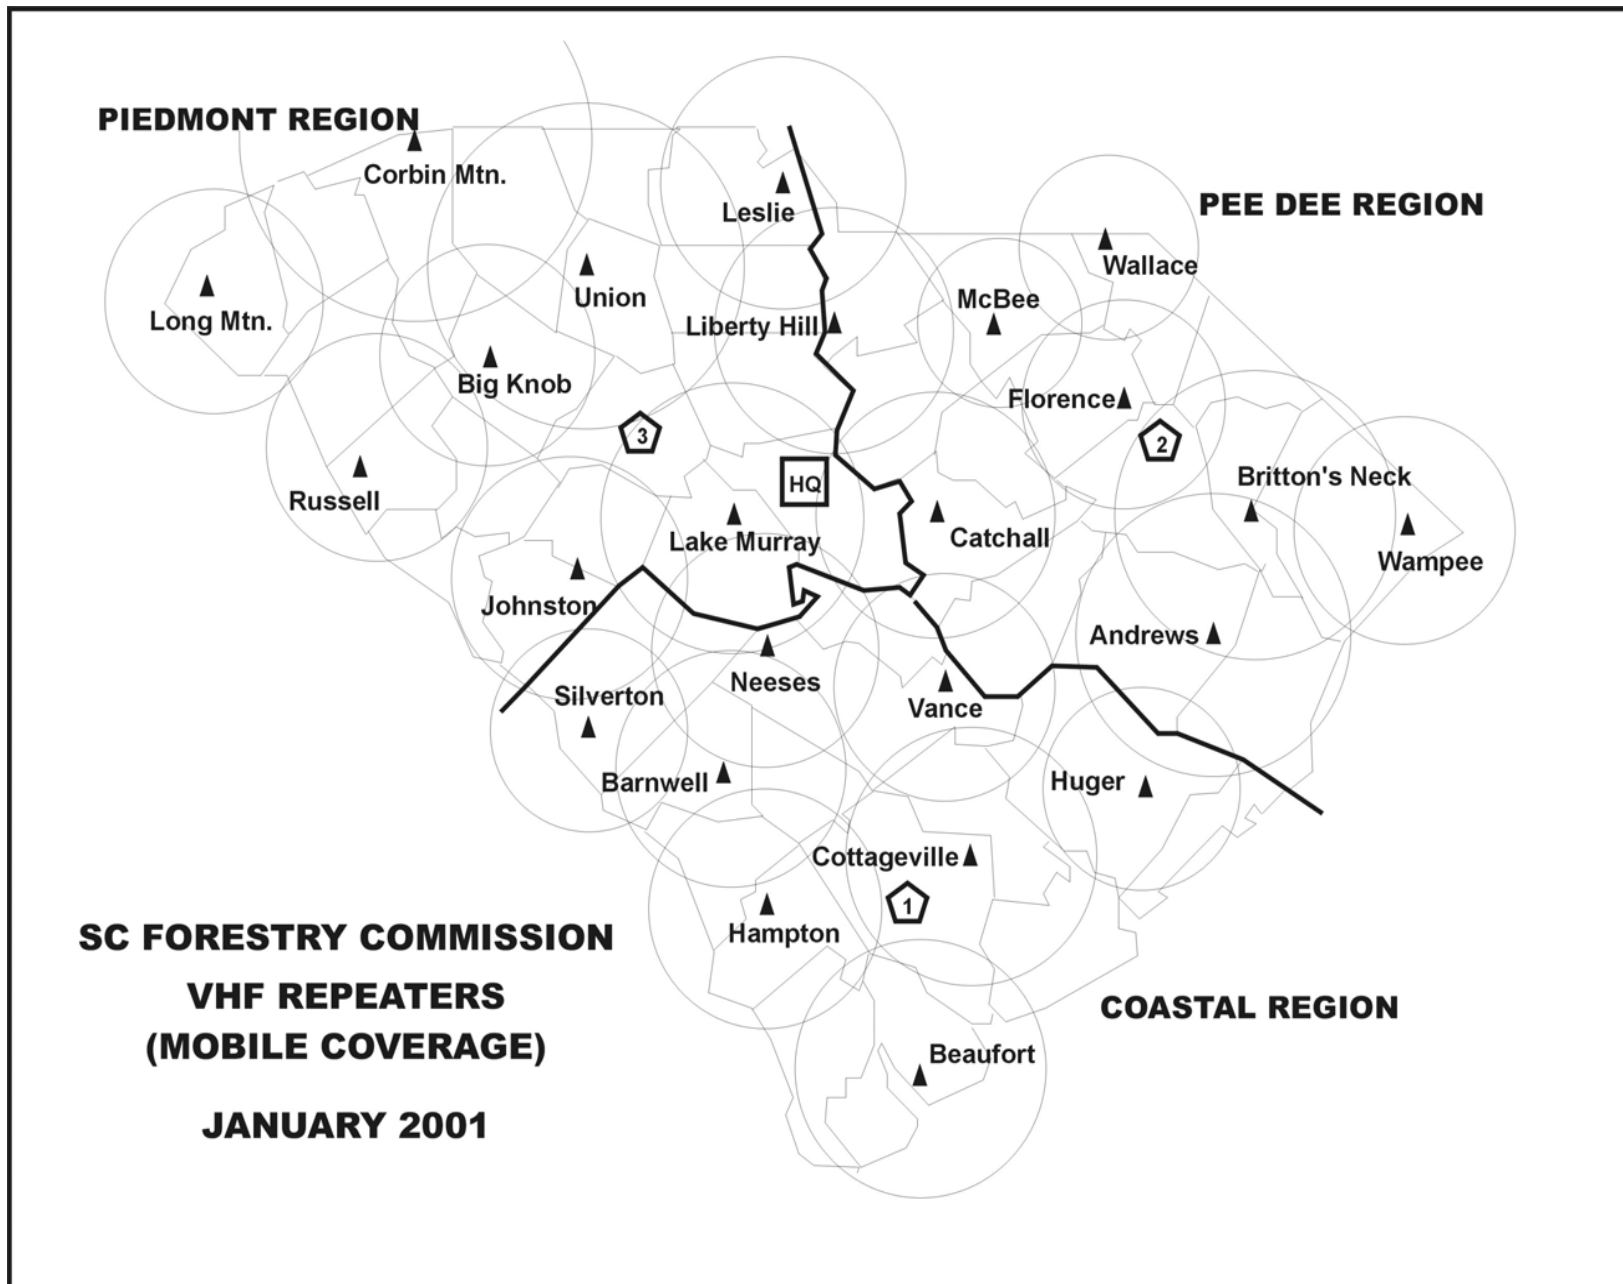 PIEDMONT REGION
Corbin Mtn.
Leslie
PEE DEE REGION
Wallace
Long Mtn.
Union
McBee
Liberty Hill
Big Knob
Florence
3
2
Russell
HQ
Britton's Neck
Lake Murray
Catchall
Wampee
Johnston
Andrews
Silverton
Neeses
Vance
Barnwell
Huger
Cottageville
1
Hampton
SC FORESTRY COMMISSION
VHF REPEATERS
(MOBILE COVERAGE)
JANUARY 2001
COASTAL REGION
Beaufort